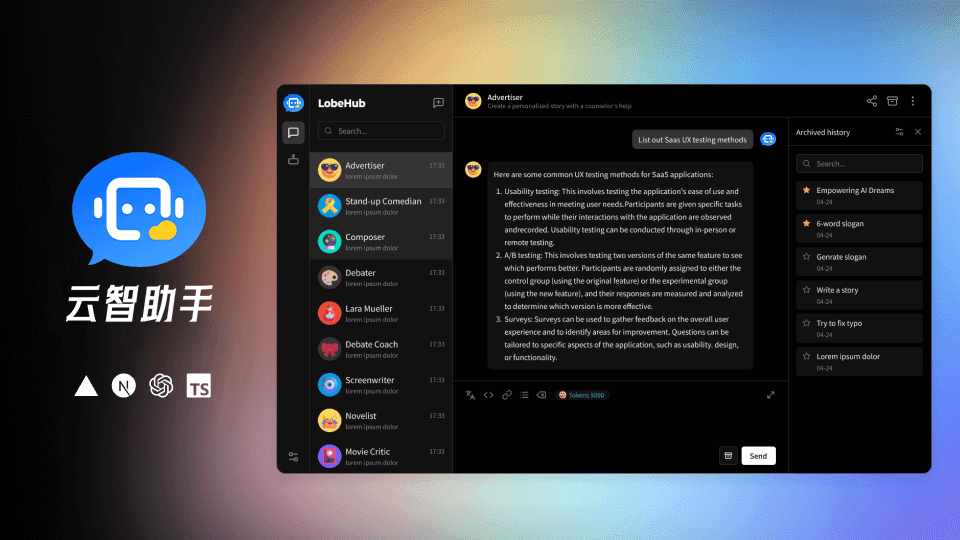 云智助手
N
TS
LobeHub
Search...
Advertiser
17:33
lorem ipsum dolor
Stand-up Comedian
17:33
lorem ipsum dolor
Composer
17:33
lorem ipsum dolor
Debater
17:33
lorem ipsum dolor
Lara Mueller
17:33
lorem ipsum dolor
Debate Coach
17:33
lorem ipsum dolor
Screenwriter
17:33
lorem ipsum dolor
Novelist
17:33
lorem ipsum dolor
Movie Critic
17:33
lorem ipsum dolor
Advertiser
Create a personalized story with a counselor's help
List out Saas UX testing methods
Here are some common UX testing methods for SaaS applications:
1. Usability testing: This involves testing the application's ease of use and
effectiveness in meeting user needs.Participants are given specific tasks
to perform while their interactions with the application are observed
andrecorded. Usability testing can be conducted through in-person or
remote testing.
2. A/B testing: This involves testing two versions of the same feature to see
which performs better. Participants are randomly assigned to either the
control group (using the original feature) or the experimental group
(using the new feature), and their responses are measured and analyzed
to determine which version is more effective.
3. Surveys: Surveys can be used to gather feedback on the overall user
experience and to identify areas for improvement. Questions can be
tailored to specific aspects of the application, such as usability. design,
or functionality.
Tokens 5000
Send
Archived history
Search...
Empowering AI Dreams
04-24
6-word slogan
04-24
Genrate slogan
04-24
Write a story
04-24
Try to fix typo
04-24
Lorem ipsum dolor
04-24